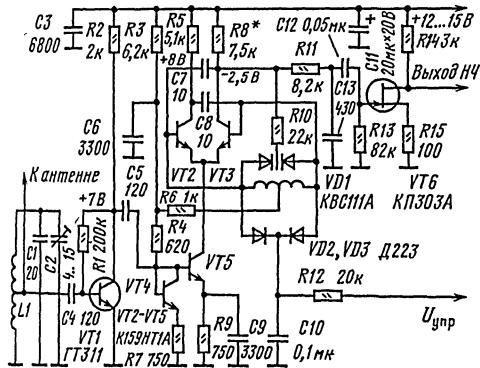 C3
6800
R2
2к
R3
6,2к
R5
5,1к
R8*
7,5к
C12 0,05мк
C11
20мк×20В
+12...15В
R14 3к
Выход НЧ
+8В
C7
10
−2,5В
R11
8,2к
C13
430
C8
10
R10
22к
C6
3300
R13
82к
R15
100
VT2
VT3
VD1
КВС111А
VT6
КП303А
К антенне
+7В
C5
120
R6 1к
R4
620
VD2, VD3 Д223
R1 200к
C1
20
C2
4...15
L1
C4 120
VT1
ГТ311
VT4
VT5
VT2-VT5
К159НТ1А
R7 750
R9
750
C9
3300
C10
0,1мк
R12 20к
Uупр